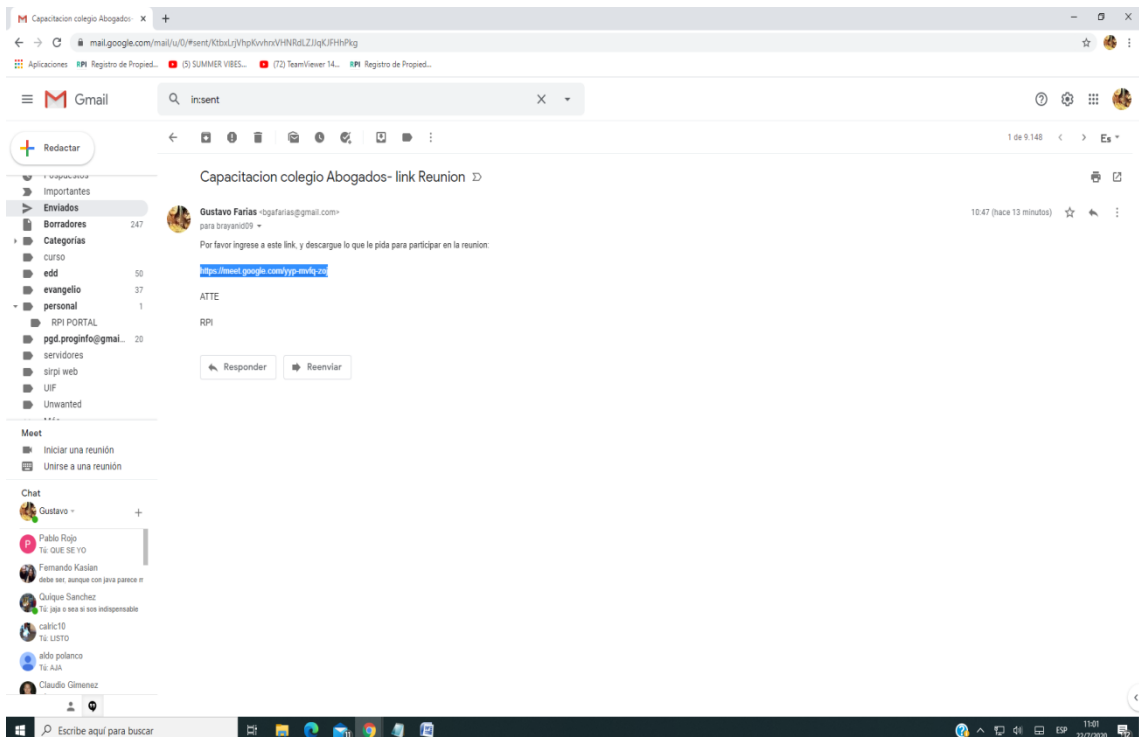 Capacitacion colegio Abogados-
mail.google.com/mail/u/0/#sent/KtbxLrjVhpKvvhrxVHNRdLZJJqKJFHhPkg
Aplicaciones RPI Registro de Propied... (5) SUMMER VIBES... (72) TeamViewer 14... RPI Registro de Propied...
Gmail
in:sent
Redactar
1 de 9.148
Es
Pospuestos
Importantes
Enviados
Borradores 247
Categorías
curso
edd 50
evangelio 37
personal 1
RPI PORTAL
pgd.proginfo@gmai... 20
servidores
sirpi web
UIF
Unwanted
Más
Meet
Iniciar una reunión
Unirse a una reunión
Chat
Gustavo
P Pablo Rojo
Tú: QUE SE YO
Fernando Kasian
debe ser, aunque con java parece m
Quique Sanchez
Tú: jaja o sea si sos indispensable
calric10
Tú: LISTO
aldo polanco
Tú: AJA
Claudio Gimenez
Capacitacion colegio Abogados- link Reunion
Gustavo Farias <bgafarias@gmail.com>
10:47 (hace 13 minutos)
para brayanid09
Por favor ingrese a este link, y descargue lo que le pida para participar en la reunion:
https://meet.google.com/yyp-mvlq-zoj
ATTE
RPI
Responder
Reenviar
Escribe aquí para buscar
ESP
11:01
22/7/2020